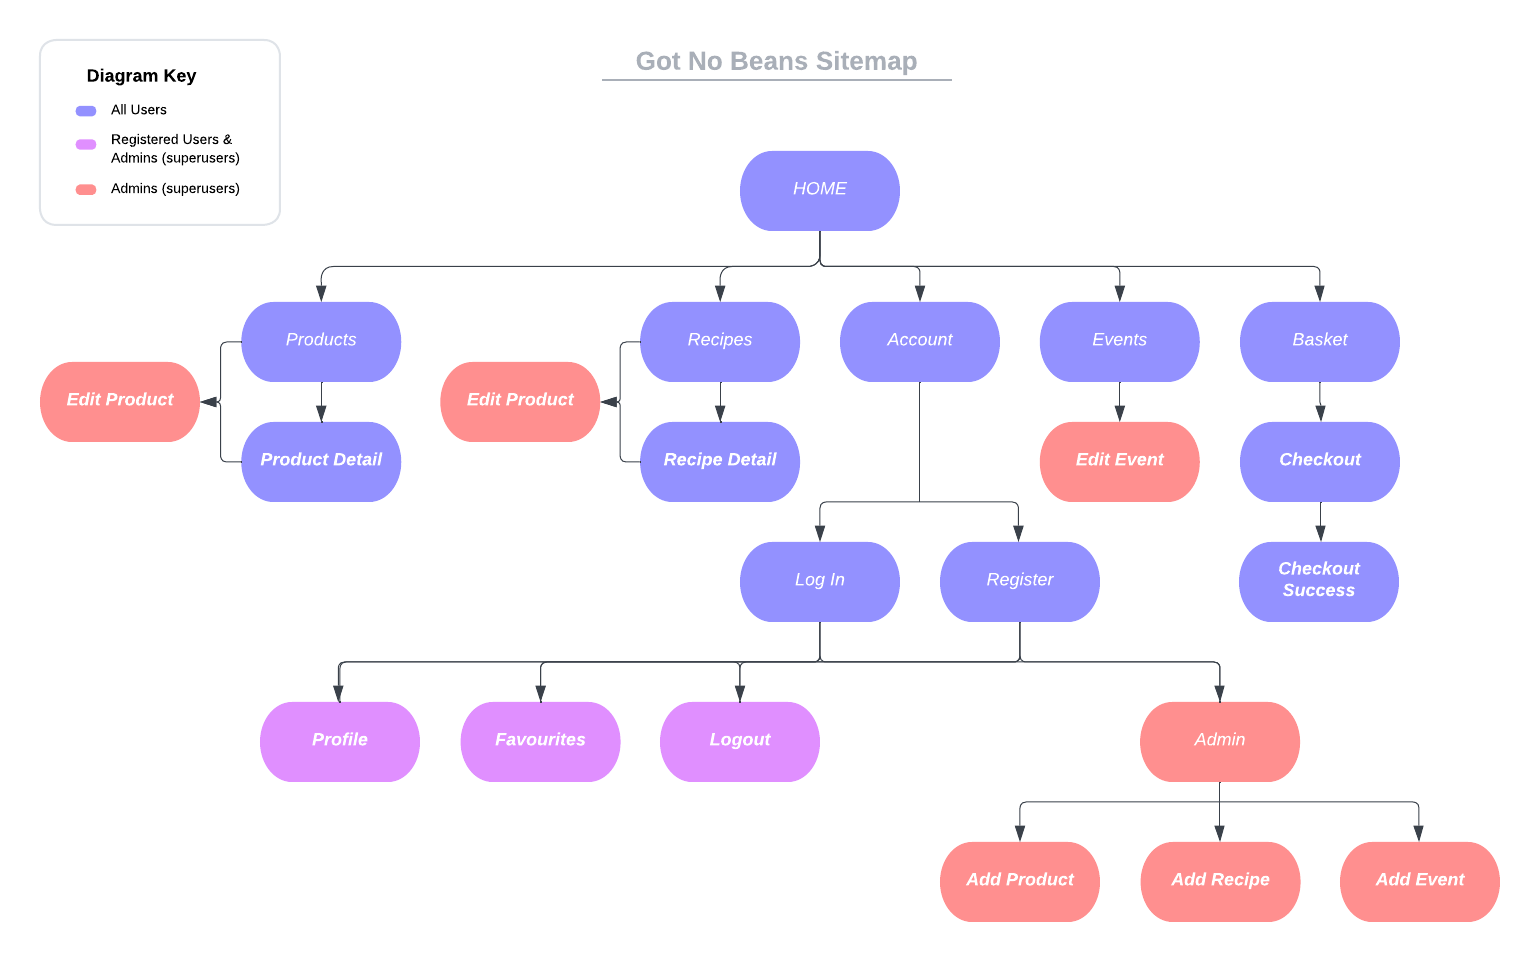 Got No Beans Sitemap
Diagram Key
All Users
Registered Users &
Admins (superusers)
Admins (superusers)
HOME
Products
Recipes
Account
Events
Basket
Edit Product
Edit Product
Product Detail
Recipe Detail
Edit Event
Checkout
Log In
Register
Checkout
Success
Profile
Favourites
Logout
Admin
Add Product
Add Recipe
Add Event